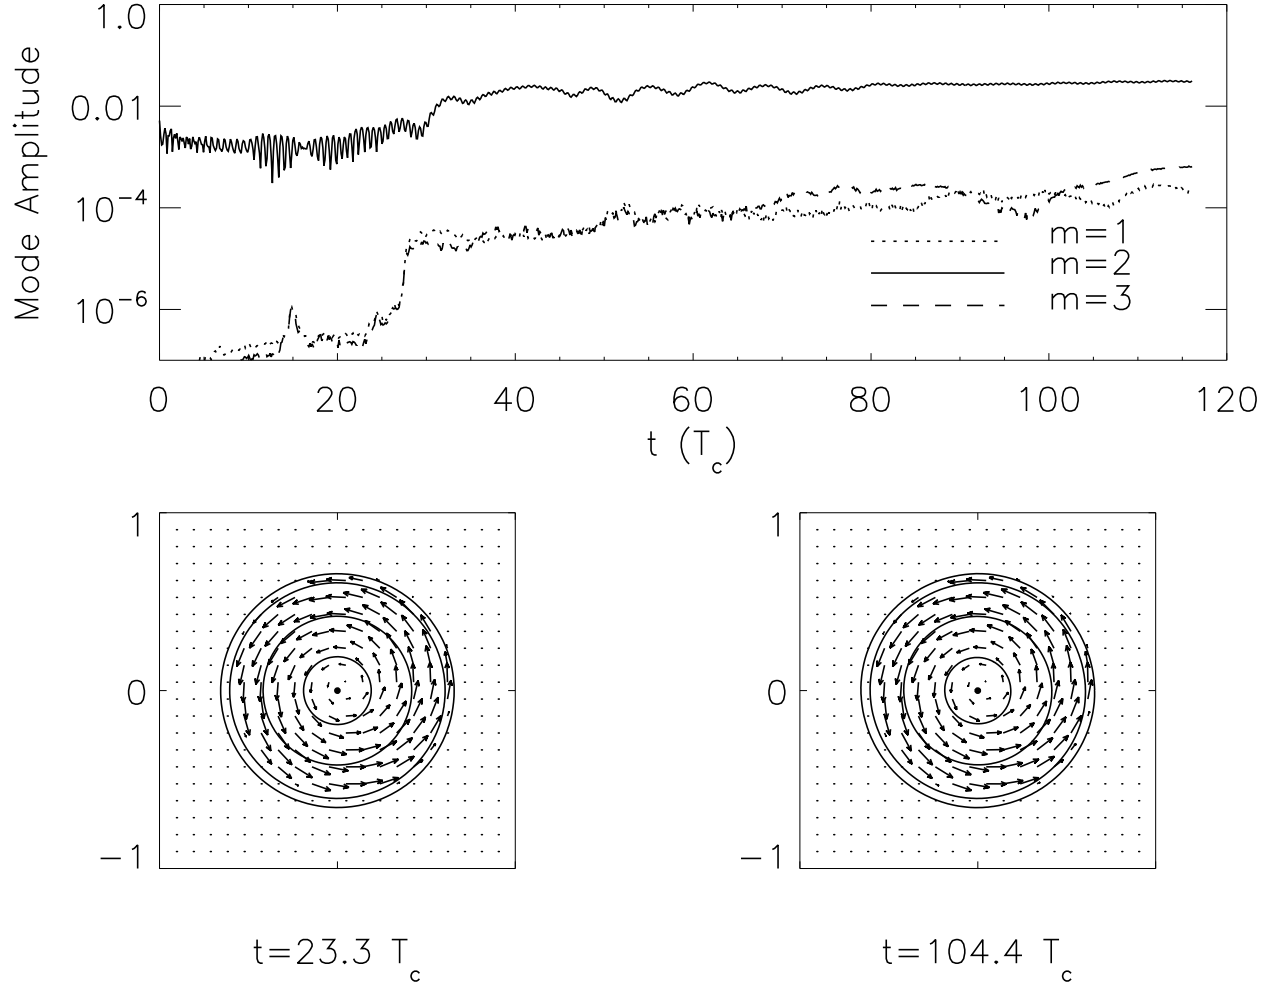 1.0
0.01
10⁻⁴
10⁻⁶
Mode Amplitude
m=1
m=2
m=3
0 20 40 60 80 100 120
t (T_c)
1 1
0 0
−1 −1
t=23.3 T_c t=104.4 T_c